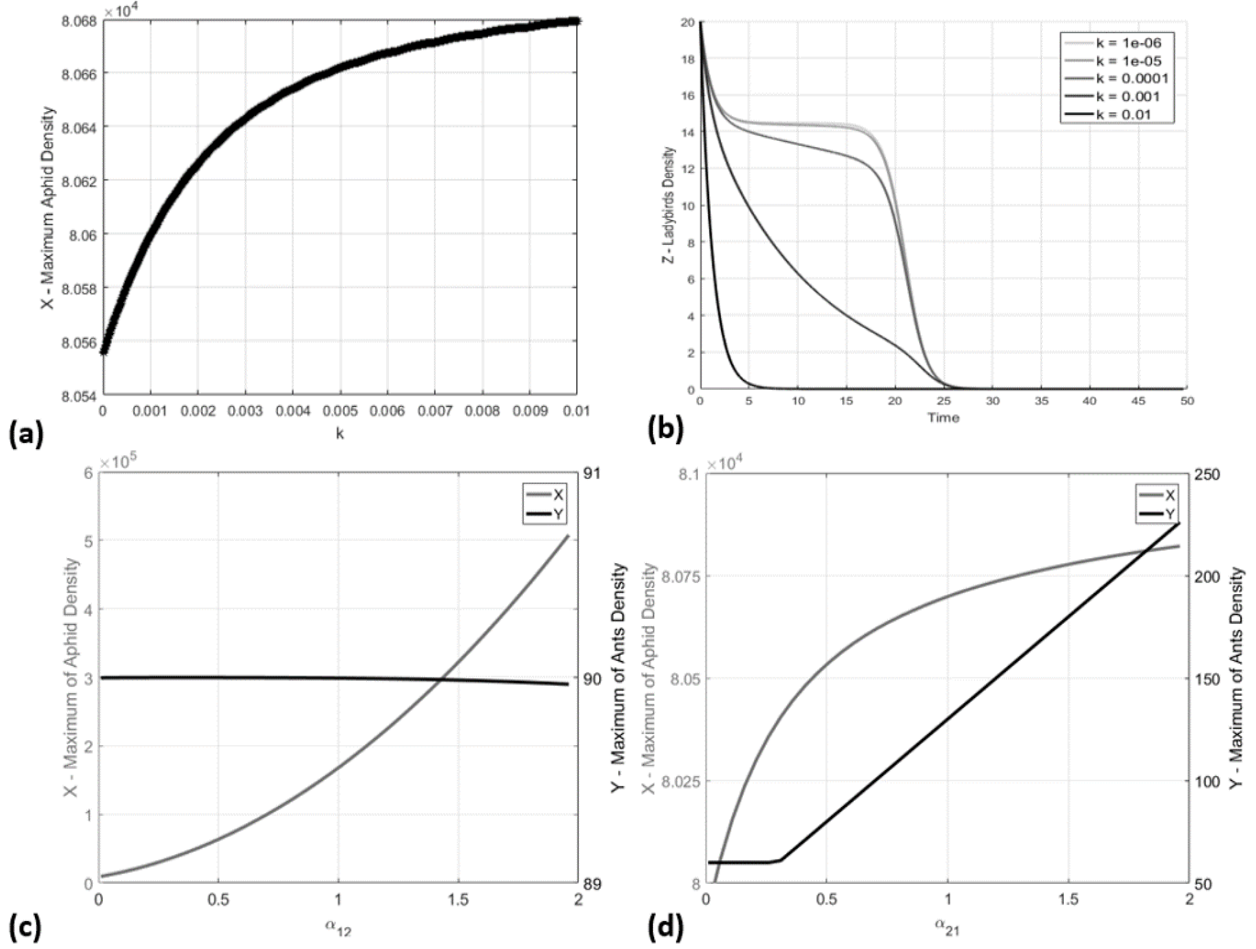 ×10⁴
8.068
8.066
8.064
8.062
8.06
8.058
8.056
8.054
X - Maximum Aphid Density
0 0.001 0.002 0.003 0.004 0.005 0.006 0.007 0.008 0.009 0.01
k
(a)
20
18
16
14
12
10
8
6
4
2
0
Z - Ladybirds Density
k = 1e-06
k = 1e-05
k = 0.0001
k = 0.001
k = 0.01
0 5 10 15 20 25 30 35 40 45 50
Time
(b)
×10⁵
6
5
4
3
2
1
0
X - Maximum of Aphid Density
X
Y
91
90
89
Y - Maximum of Ants Density
0 0.5 1 1.5 2
α₁₂
(c)
×10⁴
8.1
8.075
8.05
8.025
8
X - Maximum of Aphid Density
X
Y
250
200
150
100
50
Y - Maximum of Ants Density
0 0.5 1 1.5 2
α₂₁
(d)